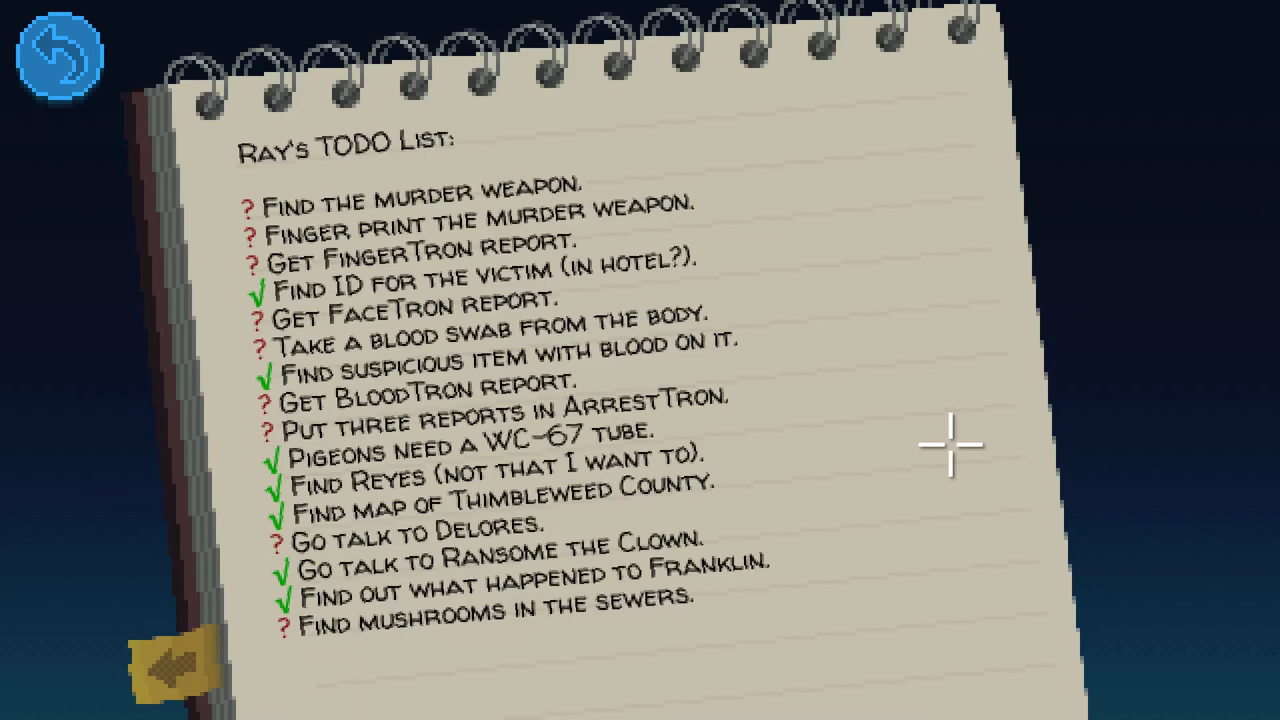 Ray's TODO List:
? Find the murder weapon.
? Finger print the murder weapon.
? Get FingerTron report.
√ Find ID for the victim (in hotel?).
? Get FaceTron report.
? Take a blood swab from the body.
√ Find suspicious item with blood on it.
? Get BloodTron report.
? Put three reports in ArrestTron.
√ Pigeons need a WC-67 tube.
√ Find Reyes (not that I want to).
√ Find map of Thimbleweed County.
? Go talk to Delores.
√ Go talk to Ransome the Clown.
√ Find out what happened to Franklin.
? Find mushrooms in the sewers.